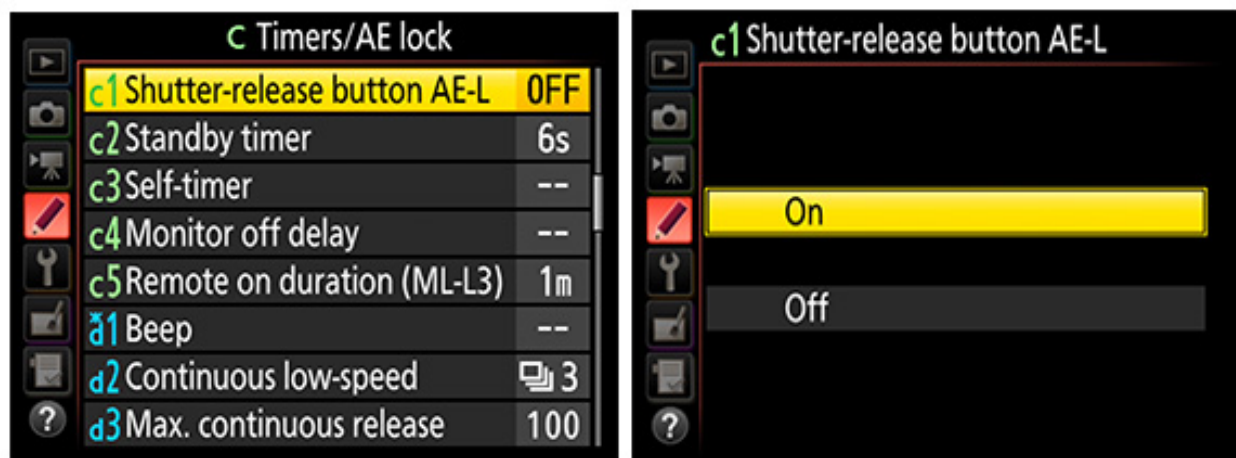 C Timers/AE lock
c1 Shutter-release button AE-L OFF
c2 Standby timer 6s
c3 Self-timer --
c4 Monitor off delay --
c5 Remote on duration (ML-L3) 1m
d1 Beep --
d2 Continuous low-speed 3
d3 Max. continuous release 100
?
c1 Shutter-release button AE-L
On
Off
?